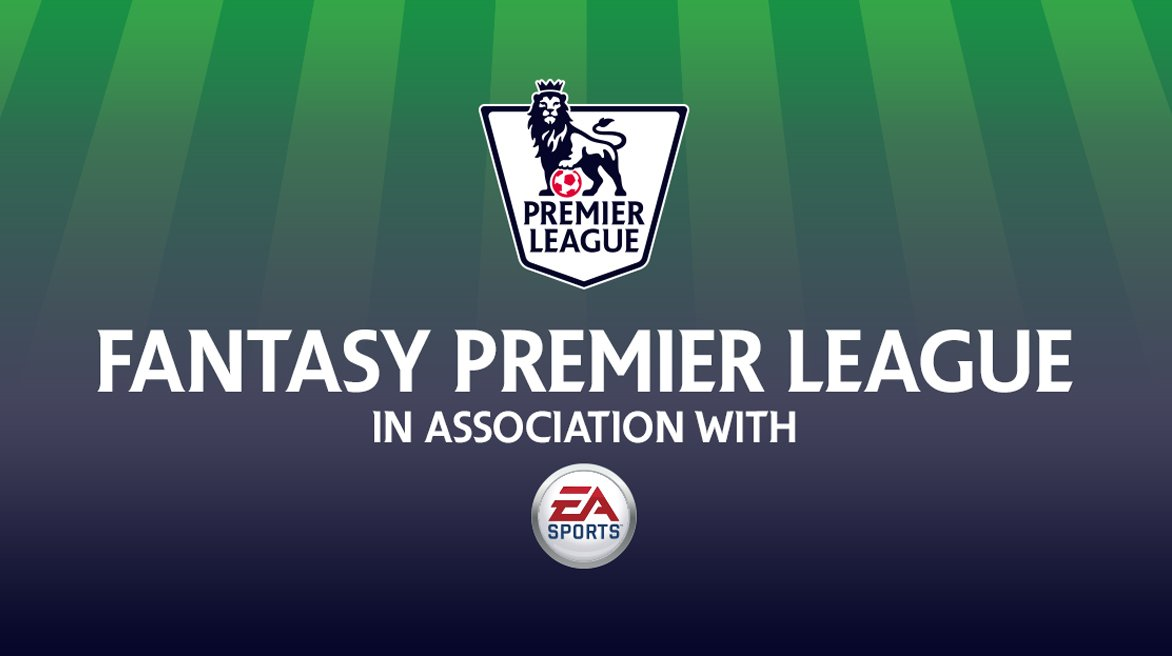 PREMIER
LEAGUE
FANTASY PREMIER LEAGUE
IN ASSOCIATION WITH
EA
SPORTS